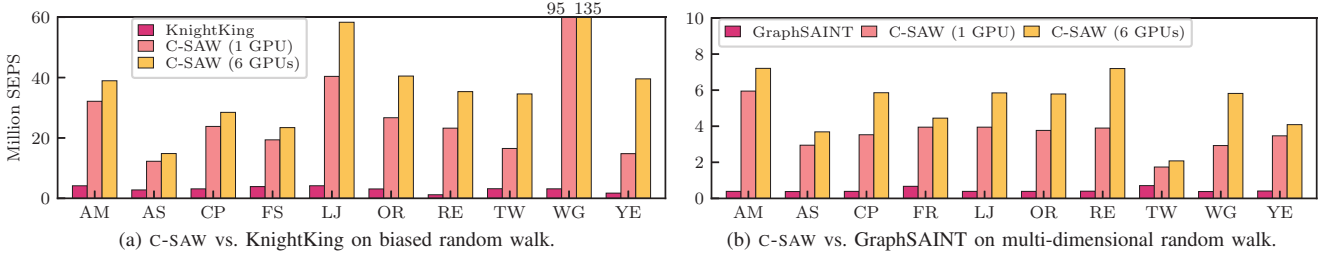 95 135
60
40
20
0
Million SEPS
KnightKing
C-SAW (1 GPU)
C-SAW (6 GPUs)
AM AS CP FS LJ OR RE TW WG YE
(a) C-SAW vs. KnightKing on biased random walk.
10
8
6
4
2
0
GraphSAINT C-SAW (1 GPU) C-SAW (6 GPUs)
AM AS CP FR LJ OR RE TW WG YE
(b) C-SAW vs. GraphSAINT on multi-dimensional random walk.